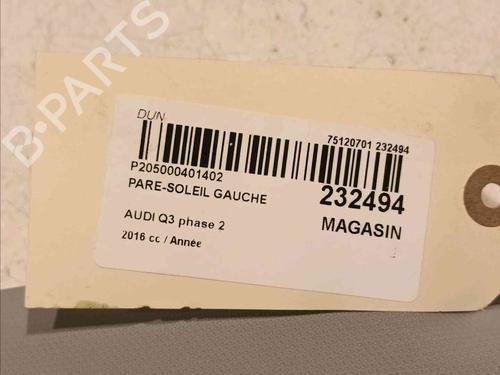 B-PARTS
DUN
75120701 232494
P205000401402
PARE-SOLEIL GAUCHE
232494
AUDI Q3 phase 2
MAGASIN
2016 cc / Année